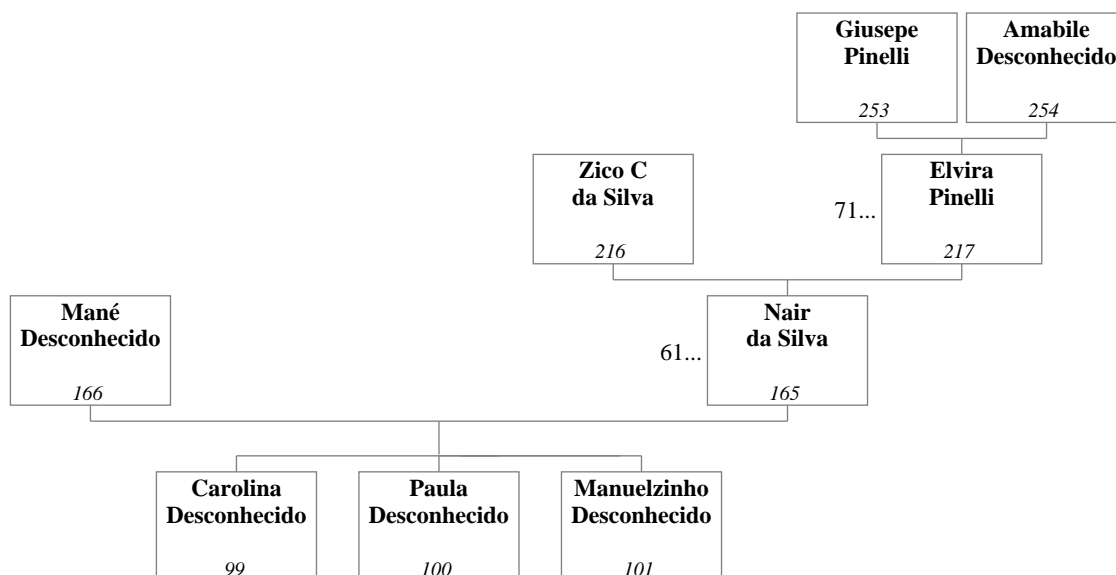 Giusepe
Pinelli
253
Amabile
Desconhecido
254
Zico C
da Silva
216
71...
Elvira
Pinelli
217
Mané
Desconhecido
166
61...
Nair
da Silva
165
Carolina
Desconhecido
99
Paula
Desconhecido
100
Manuelzinho
Desconhecido
101